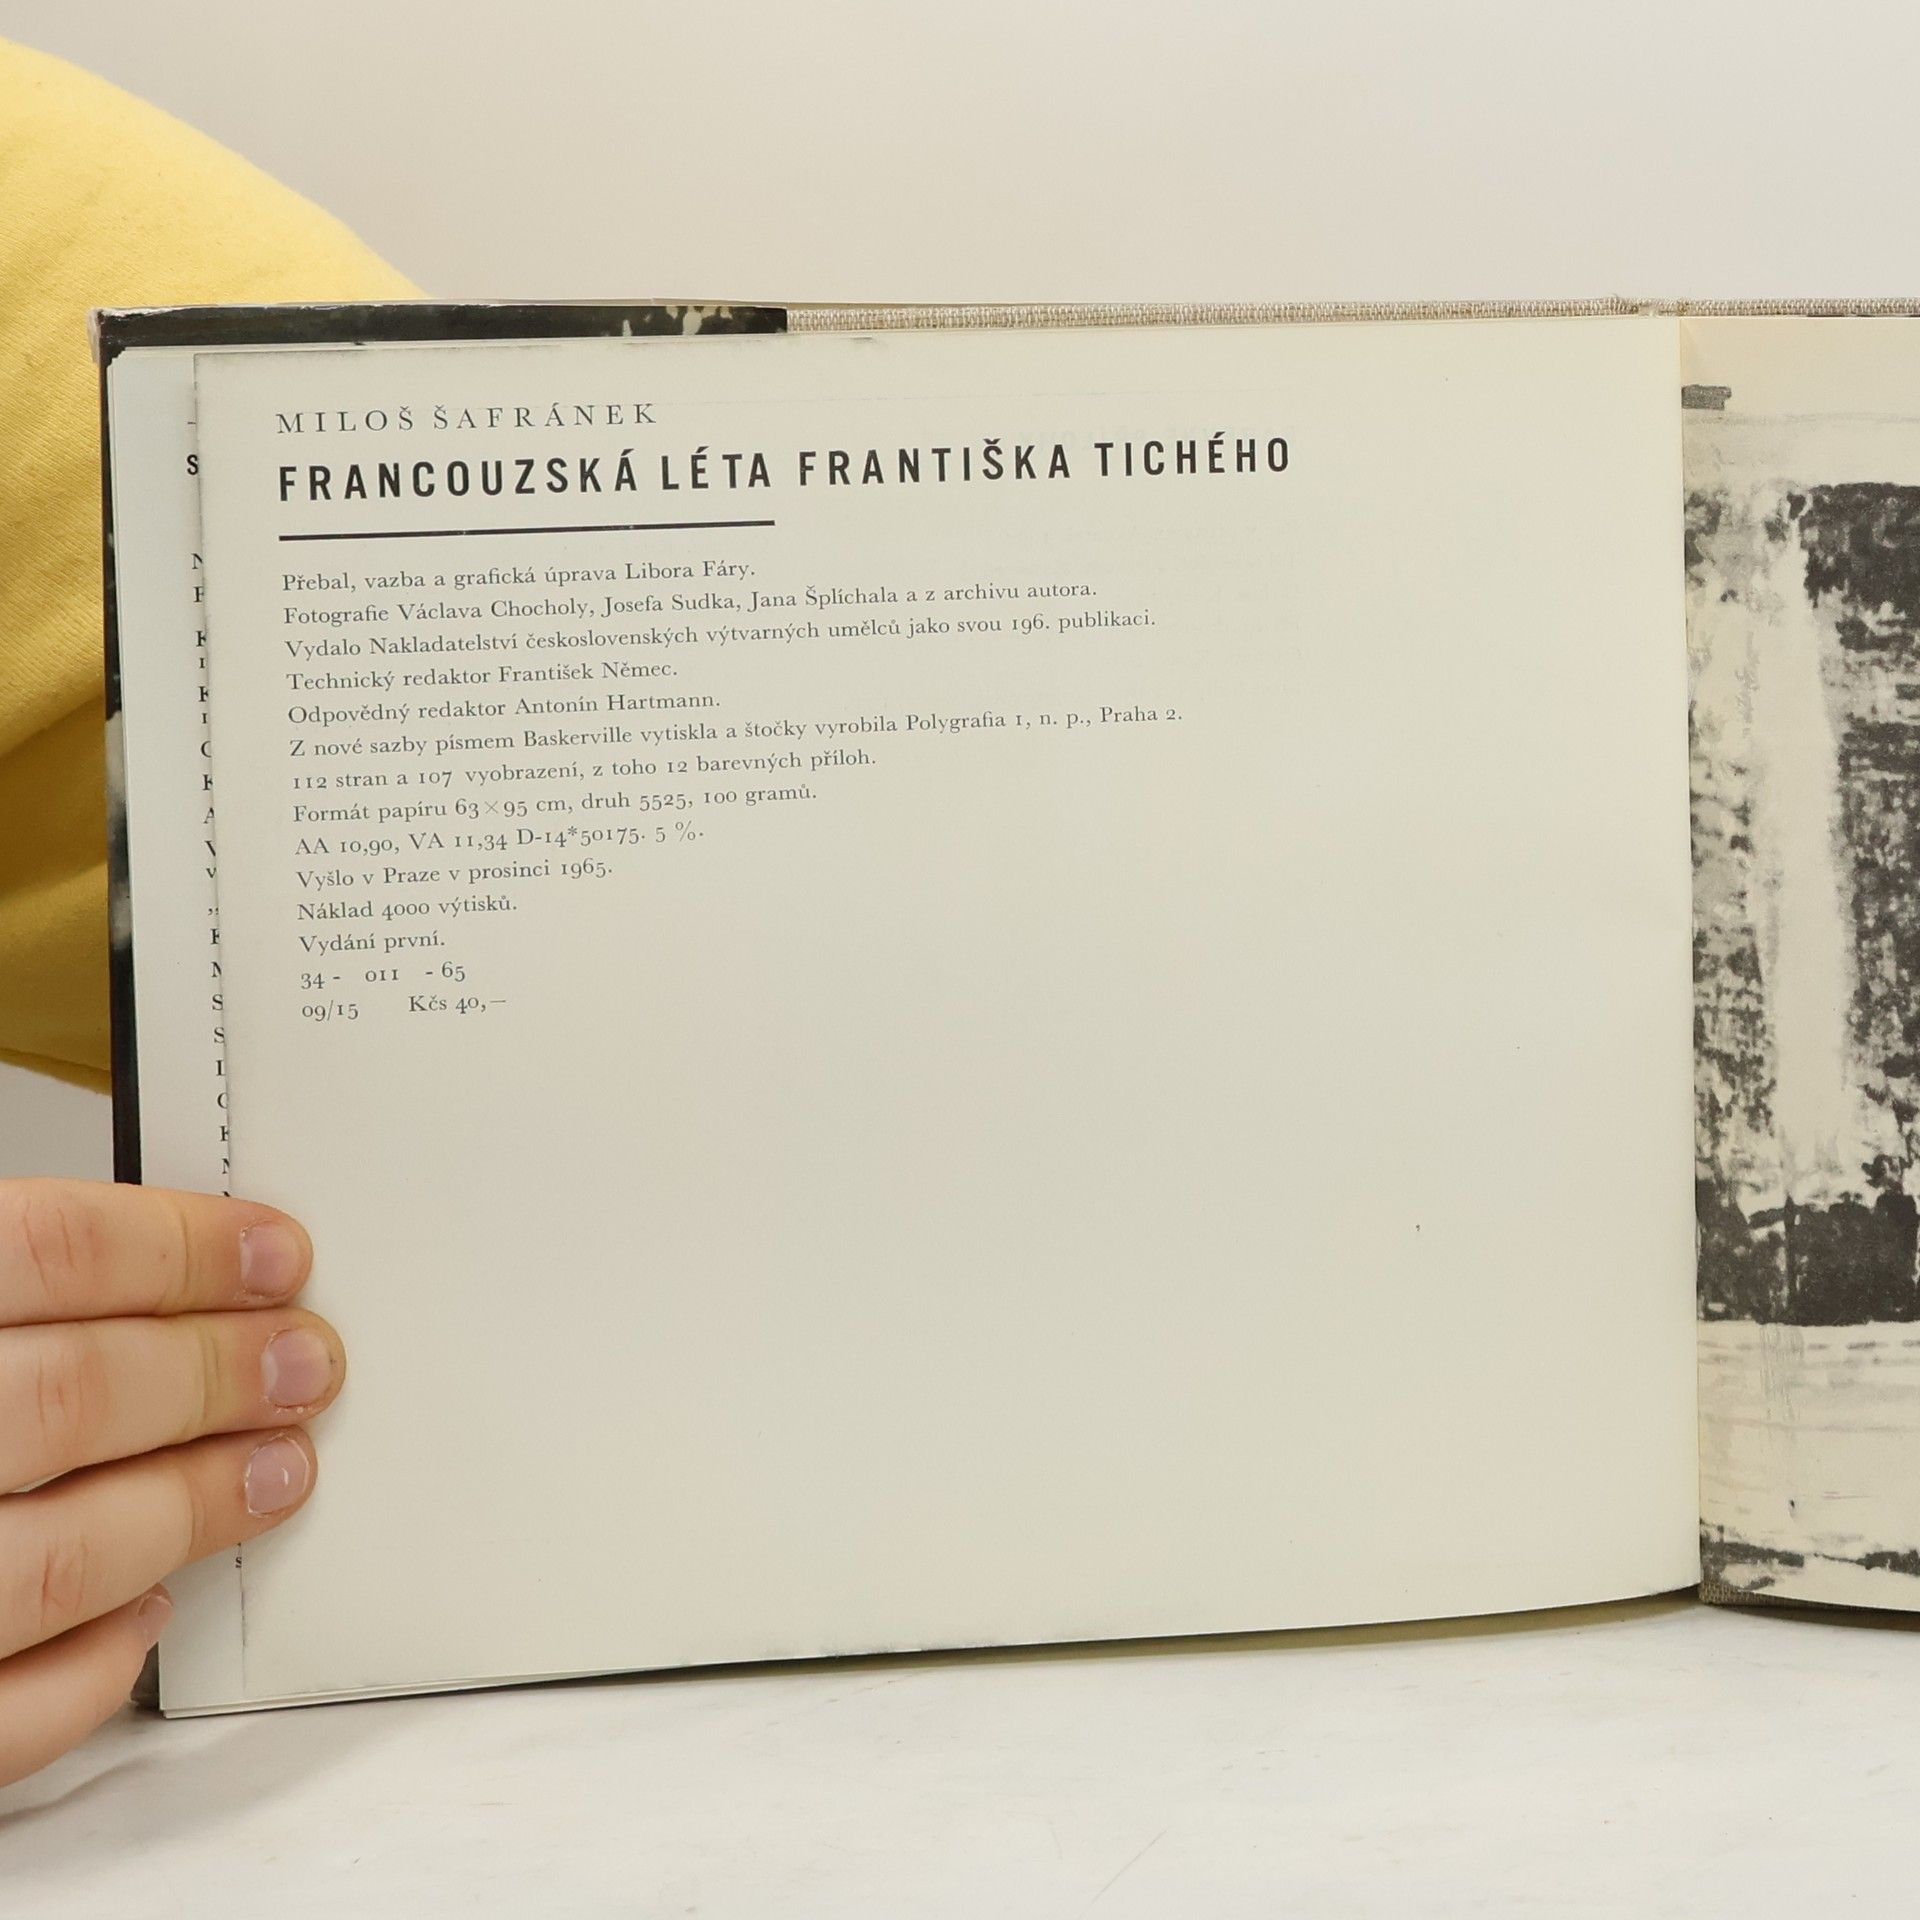 MILOŠ ŠAFRÁNEK
FRANCOUZSKÁ LÉTA FRANTIŠKA TICHÉHO
Přebal, vazba a grafická úprava Libora Fáry.
Fotografie Václava Chocholy, Josefa Sudka, Jana Šplíchala a z archivu autora.
Vydalo Nakladatelství československých výtvarných umělců jako svou 196. publikaci.
Technický redaktor František Němec.
Odpovědný redaktor Antonín Hartmann.
Z nové sazby písmem Baskerville vytiskla a štočky vyrobila Polygrafia 1, n. p., Praha 2.
112 stran a 107 vyobrazení, z toho 12 barevných příloh.
Formát papíru 63×95 cm, druh 5525, 100 gramů.
AA 10,90, VA 11,34 D-14*50175. 5 %.
Vyšlo v Praze v prosinci 1965.
Náklad 4000 výtisků.
Vydání první.
34 - 011 - 65
09/15 Kčs 40,—